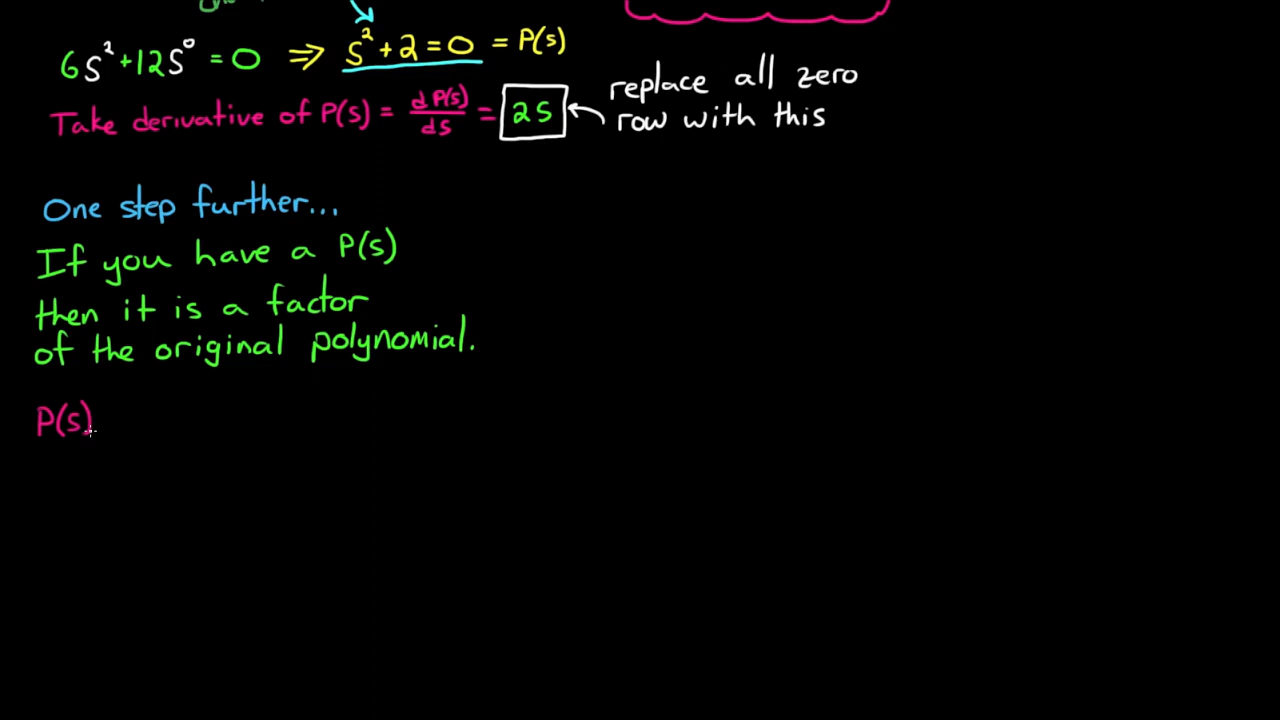 6S²+12S⁰ = 0 ⇒ S²+2=0 = P(s)
Take derivative of P(s) = dP(s)/ds = 2S
replace all zero
row with this
One step further...
If you have a P(s)
then it is a factor
of the original polynomial.
P(s)